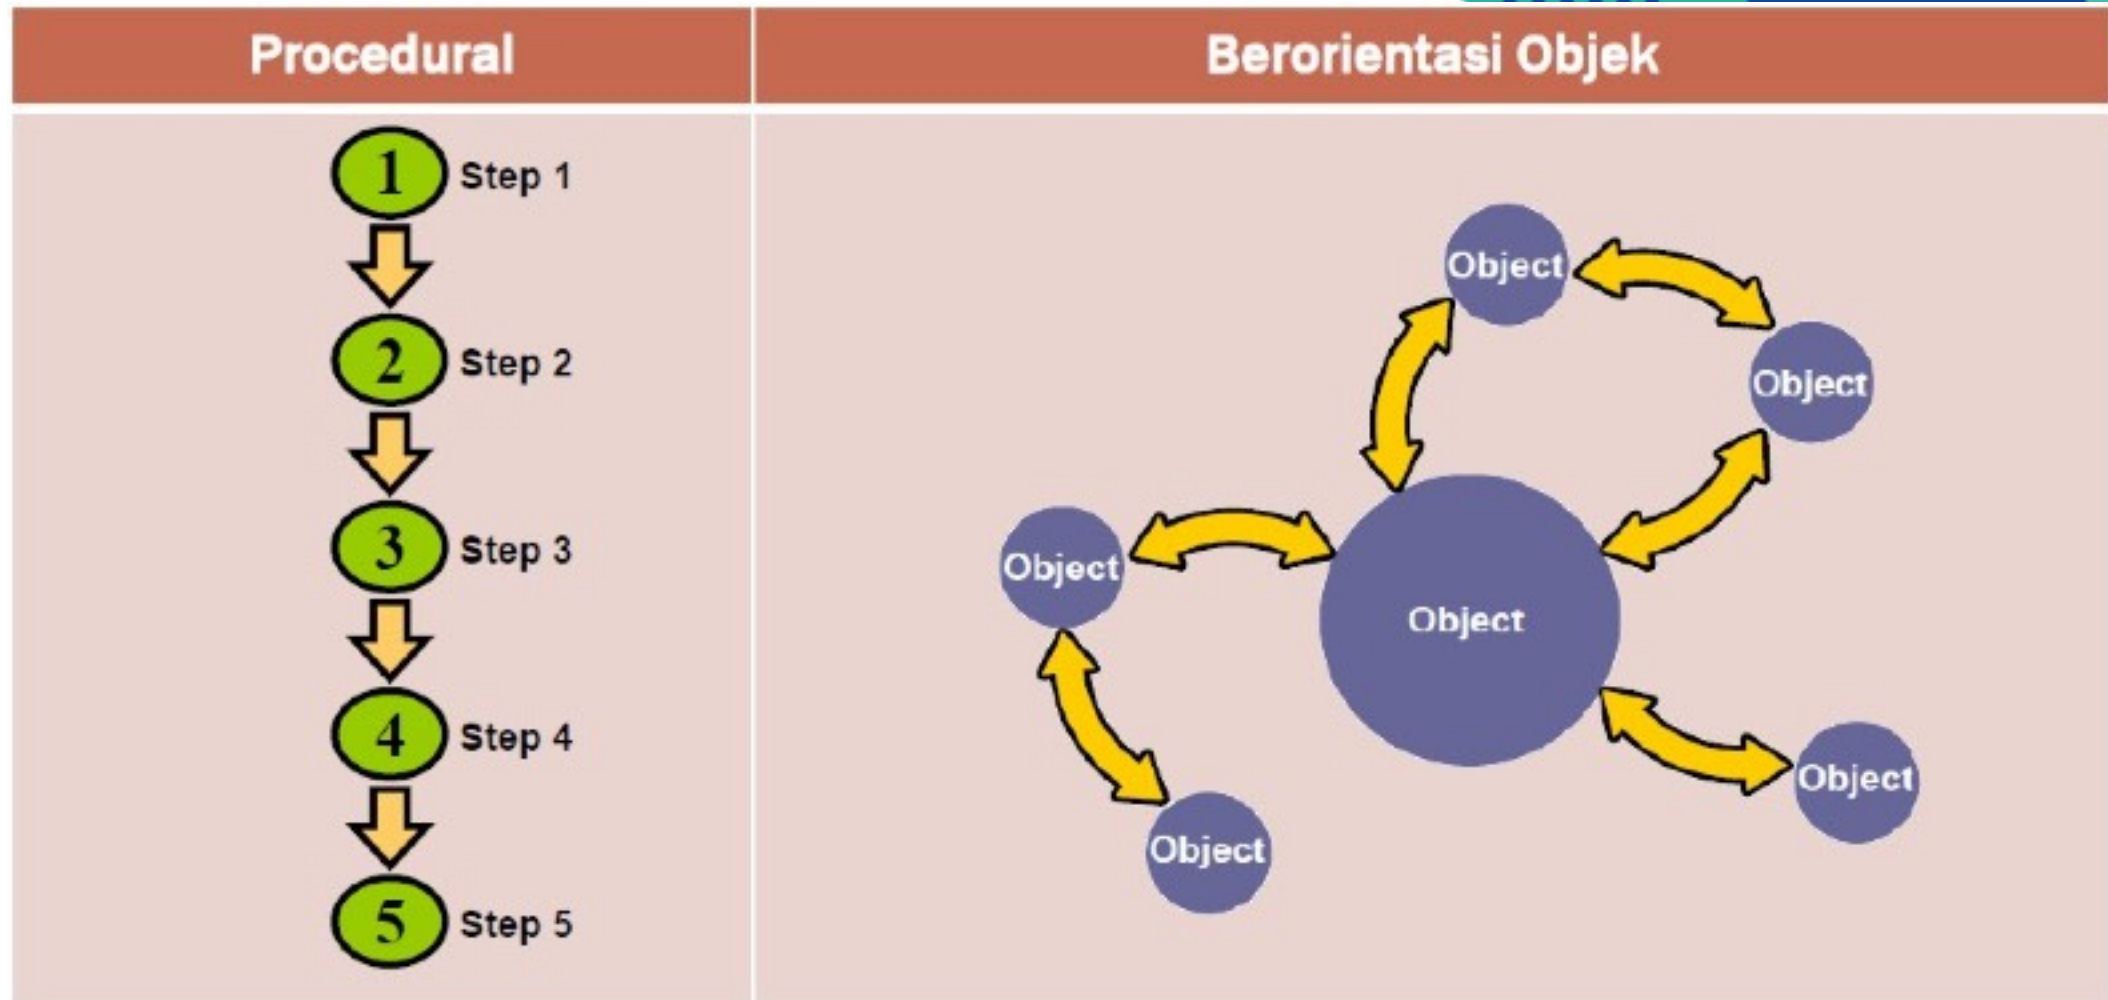 Procedural
Berorientasi Objek
1 Step 1
2 Step 2
3 Step 3
4 Step 4
5 Step 5
Object
Object
Object
Object
Object
Object